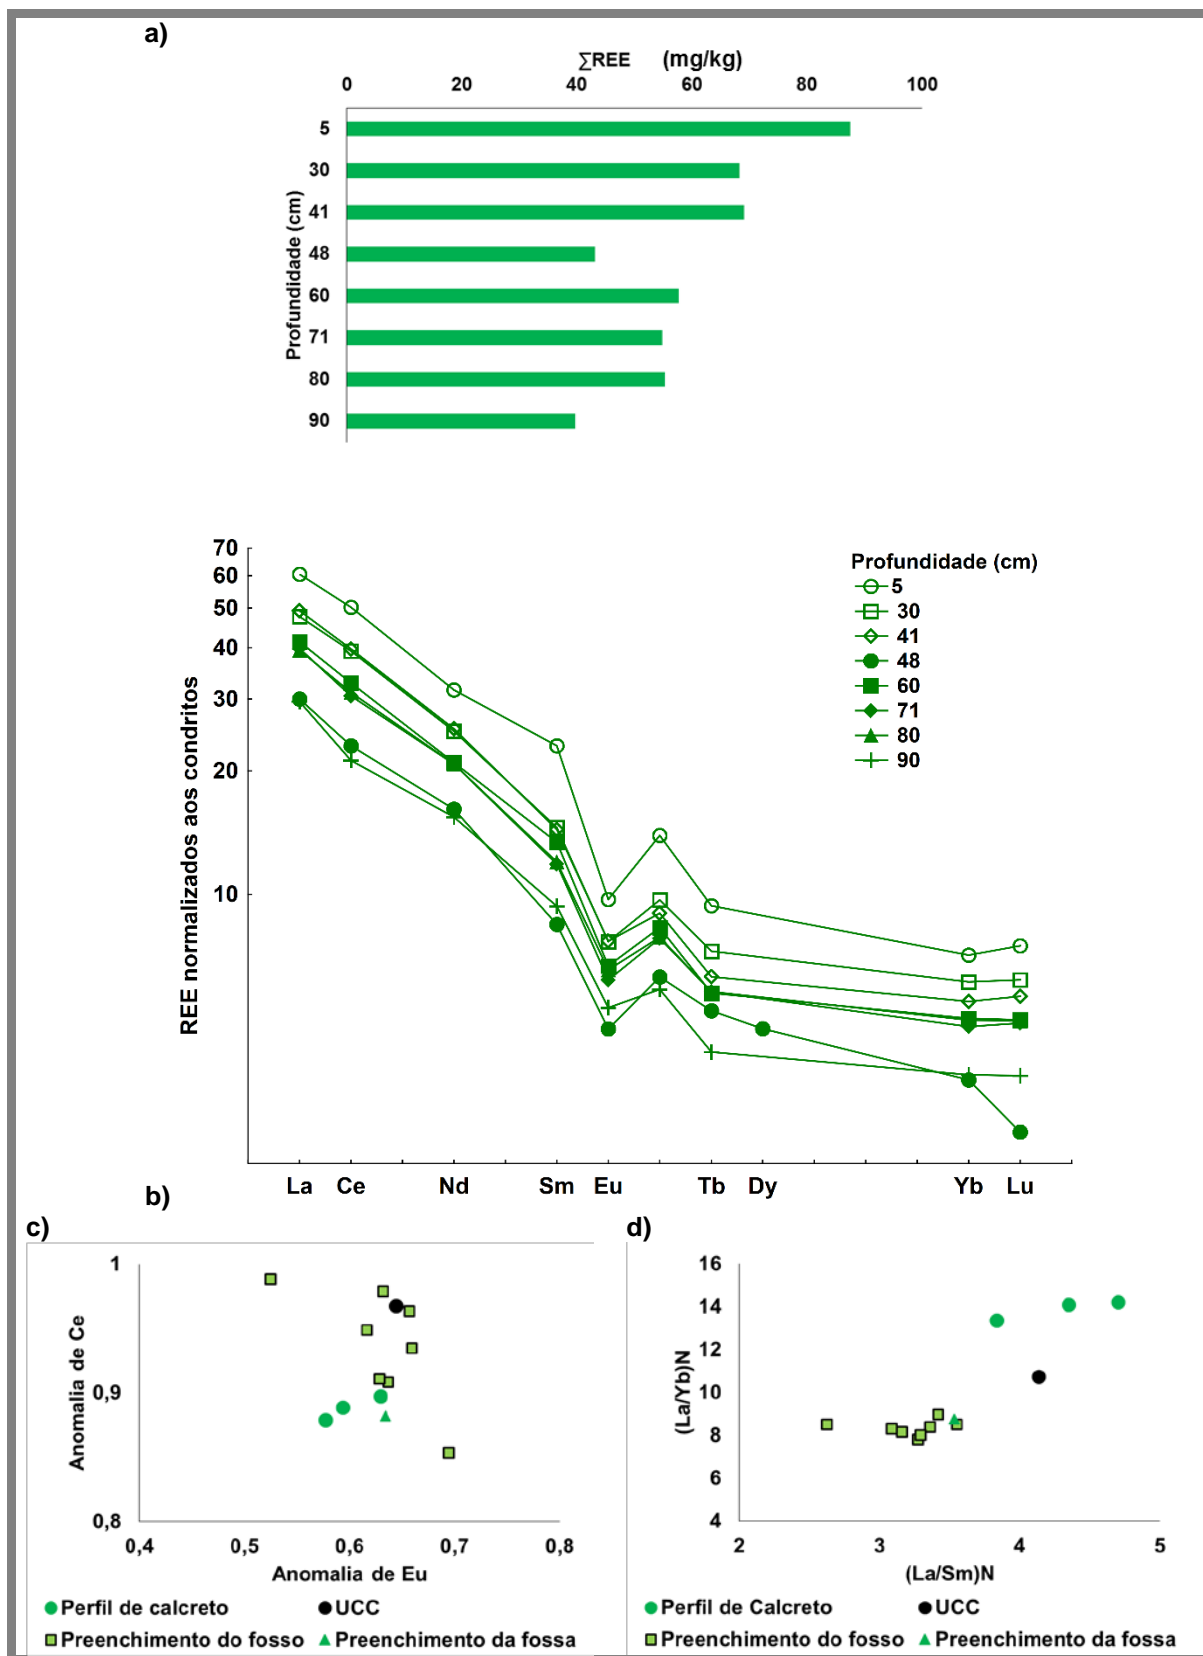 a)
∑REE (mg/kg)
0 20 40 60 80 100
Profundidade (cm)
5
30
41
48
60
71
80
90
REE normalizados aos condritos
70
60
50
40
30
20
10
Profundidade (cm)
5
30
41
48
60
71
80
90
La Ce Nd Sm Eu Tb Dy Yb Lu
b)
c)
Anomalia de Ce
1
0,9
0,8
0,4 0,5 0,6 0,7 0,8
Anomalia de Eu
Perfil de calcreto UCC
Preenchimento do fosso Preenchimento da fossa
d)
(La/Yb)N
16
14
12
10
8
6
4
2 3 4 5
(La/Sm)N
Perfil de Calcreto UCC
Preenchimento do fosso Preenchimento da fossa